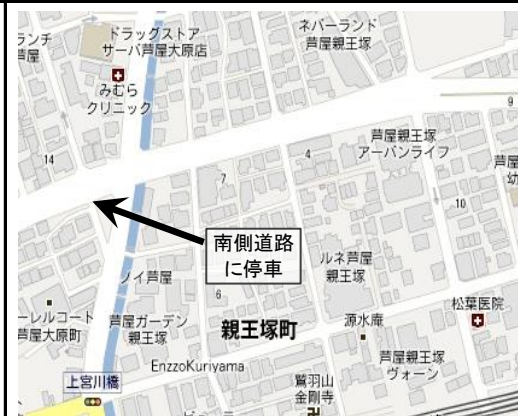 ランチ
芦屋
ドラッグストア
サーバ芦屋大原店
ネバーランド
芦屋親王塚
みむら
クリニック
9
14
4
芦屋親王塚
アーバンライフ
芦屋
幼
7
10
南側道路
に停車
ノイ芦屋
6
ルネ芦屋
親王塚
ーレルコート
芦屋大原町
芦屋ガーデン
親王塚
親王塚町
源水庵
松葉医院
EnzzoKuriyama
芦屋親王塚
ヴォーン
上宮川橋
鷲羽山
金剛寺